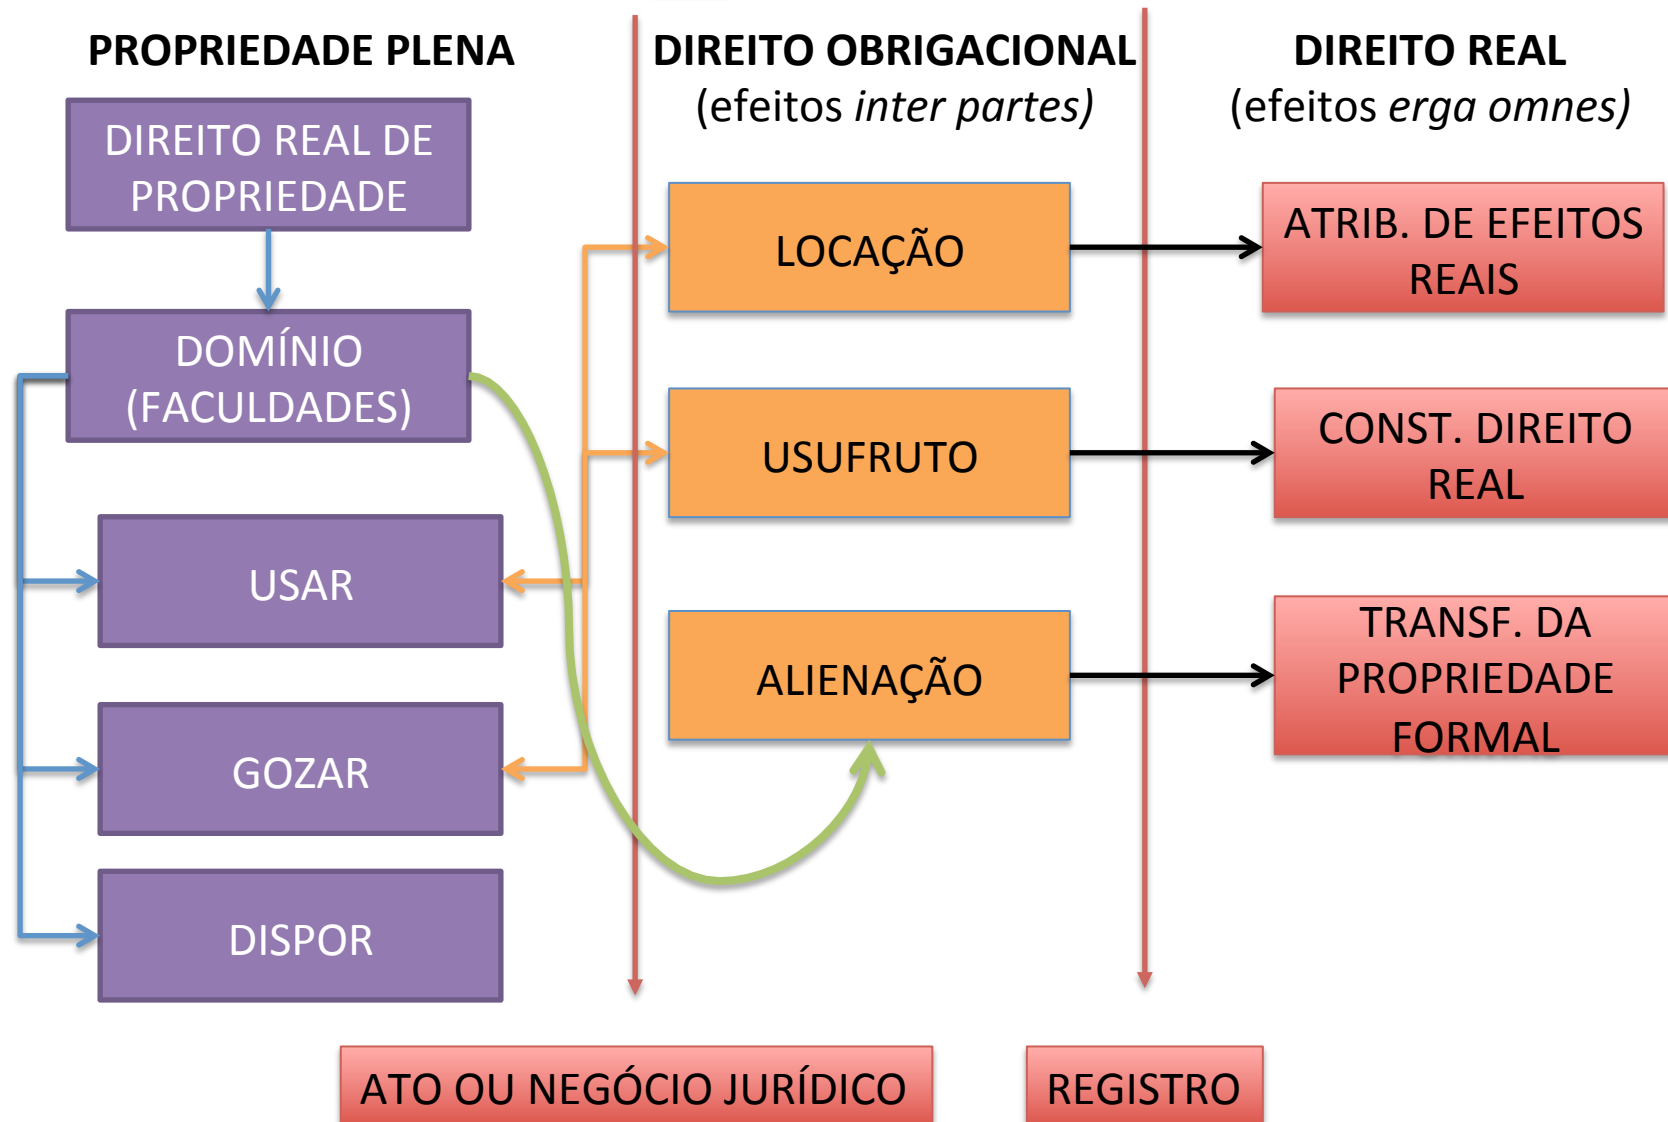 PROPRIEDADE PLENA
DIREITO REAL DE
PROPRIEDADE
DOMÍNIO
(FACULDADES)
USAR
GOZAR
DISPOR
DIREITO OBRIGACIONAL
(efeitos inter partes)
LOCAÇÃO
USUFRUTO
ALIENAÇÃO
DIREITO REAL
(efeitos erga omnes)
ATRIB. DE EFEITOS
REAIS
CONST. DIREITO
REAL
TRANSF. DA
PROPRIEDADE
FORMAL
ATO OU NEGÓCIO JURÍDICO
REGISTRO